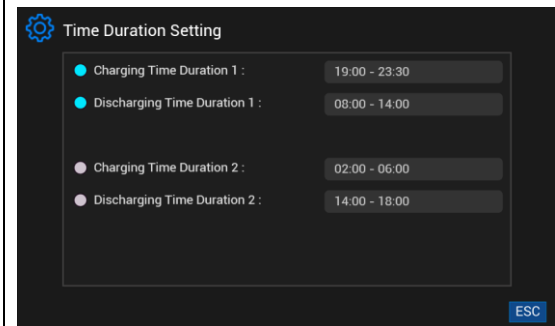 Time Duration Setting
Charging Time Duration 1 : 19:00 - 23:30
Discharging Time Duration 1 : 08:00 - 14:00
Charging Time Duration 2 : 02:00 - 06:00
Discharging Time Duration 2 : 14:00 - 18:00
ESC